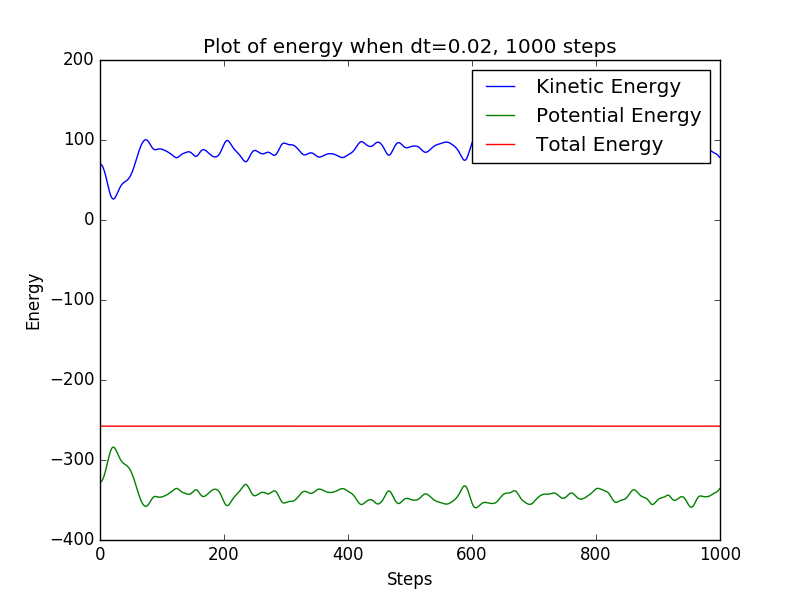 Plot of energy when dt=0.02, 1000 steps
200
100
0
−100
−200
−300
−400
Energy
Kinetic Energy
Potential Energy
Total Energy
0 200 400 600 800 1000
Steps